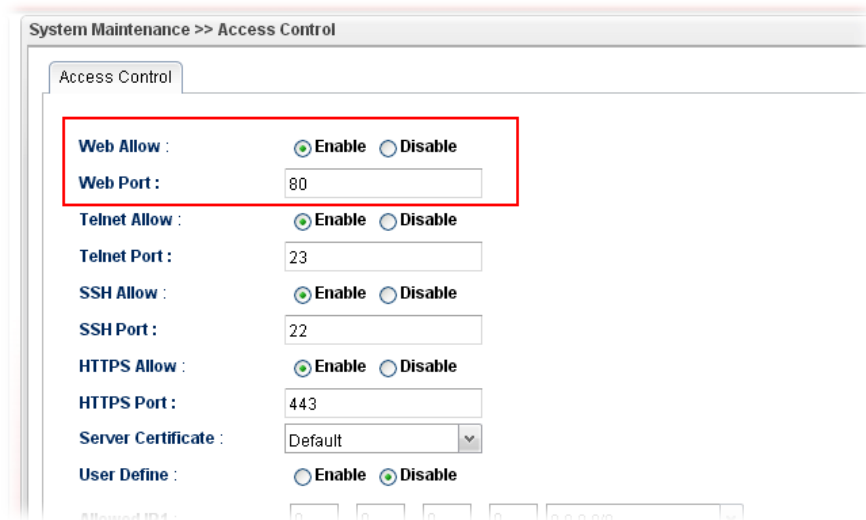 System Maintenance >> Access Control
Access Control
Web Allow : Enable Disable
Web Port : 80
Telnet Allow : Enable Disable
Telnet Port : 23
SSH Allow : Enable Disable
SSH Port : 22
HTTPS Allow : Enable Disable
HTTPS Port : 443
Server Certificate : Default
User Define : Enable Disable